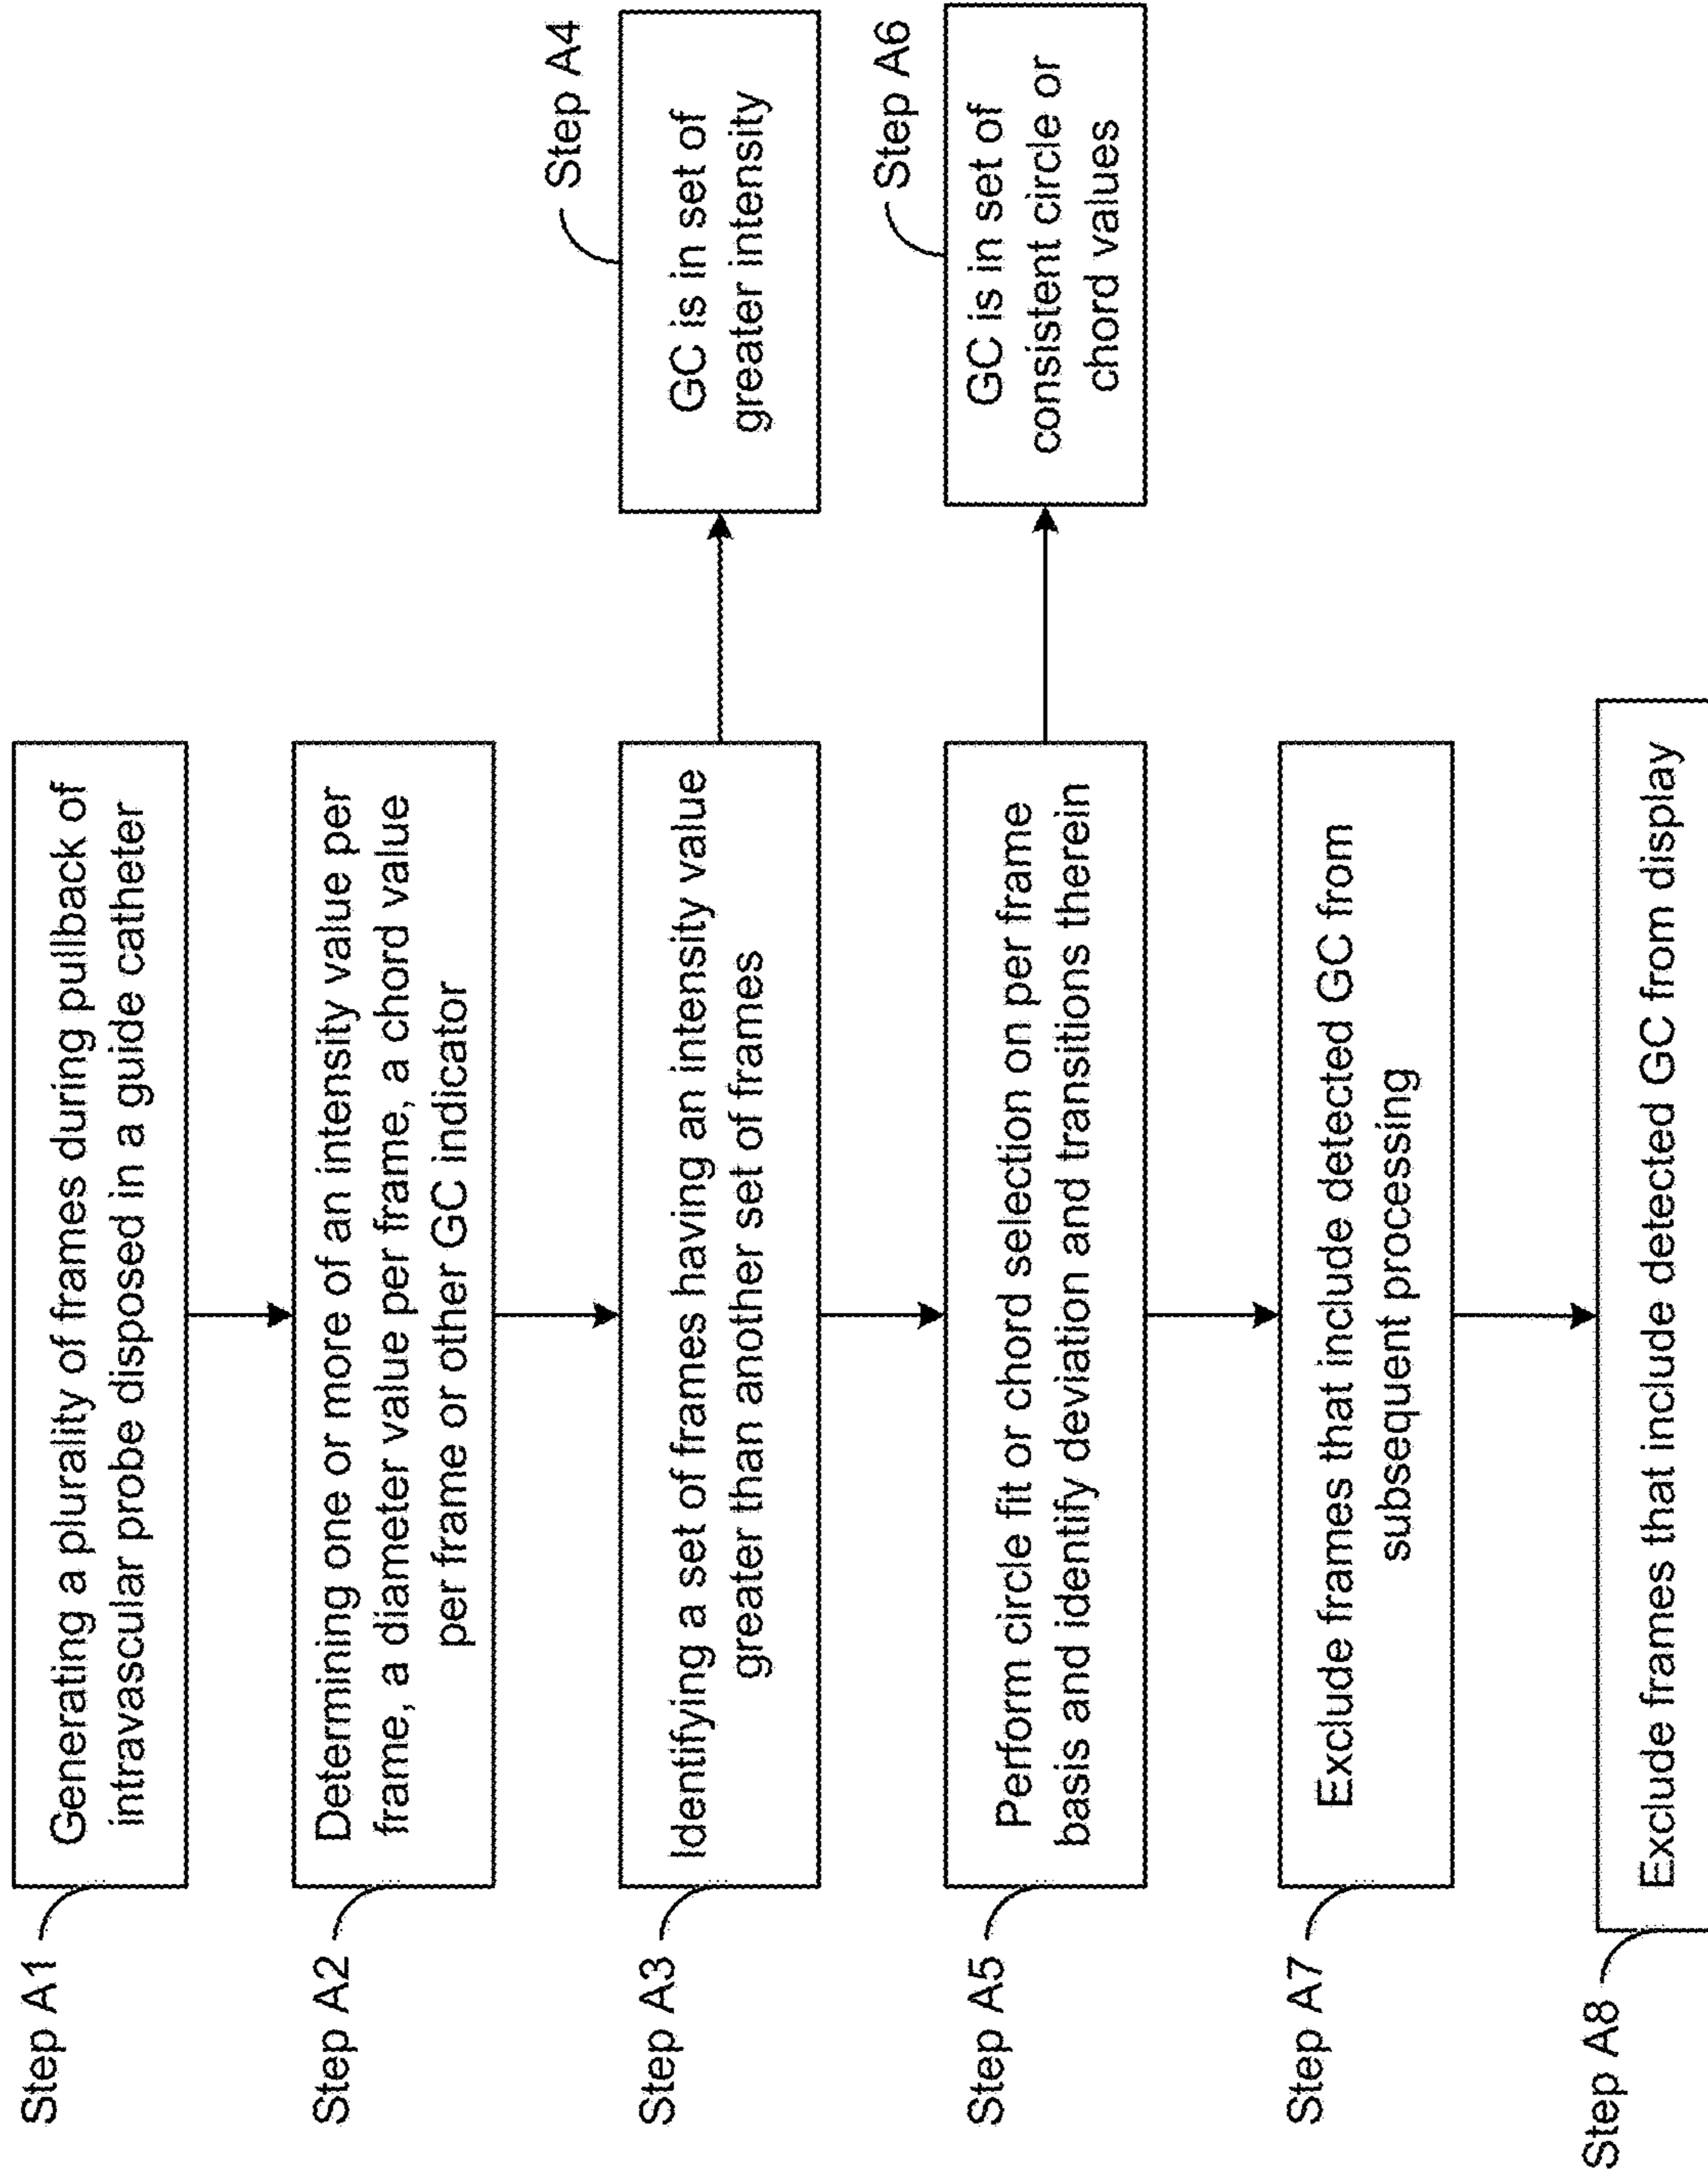 Step A1
Generating a plurality of frames during pullback of
intravascular probe disposed in a guide catheter
Step A2
Determining one or more of an intensity value per
frame, a diameter value per frame, a chord value
per frame or other GC indicator
Step A3
Identifying a set of frames having an intensity value
greater than another set of frames
Step A4
GC is in set of
greater intensity
Step A5
Perform circle fit or chord selection on per frame
basis and identify deviation and transitions therein
Step A6
GC is in set of
consistent circle or
chord values
Step A7
Exclude frames that include detected GC from
subsequent processing
Step A8
Exclude frames that include detected GC from display